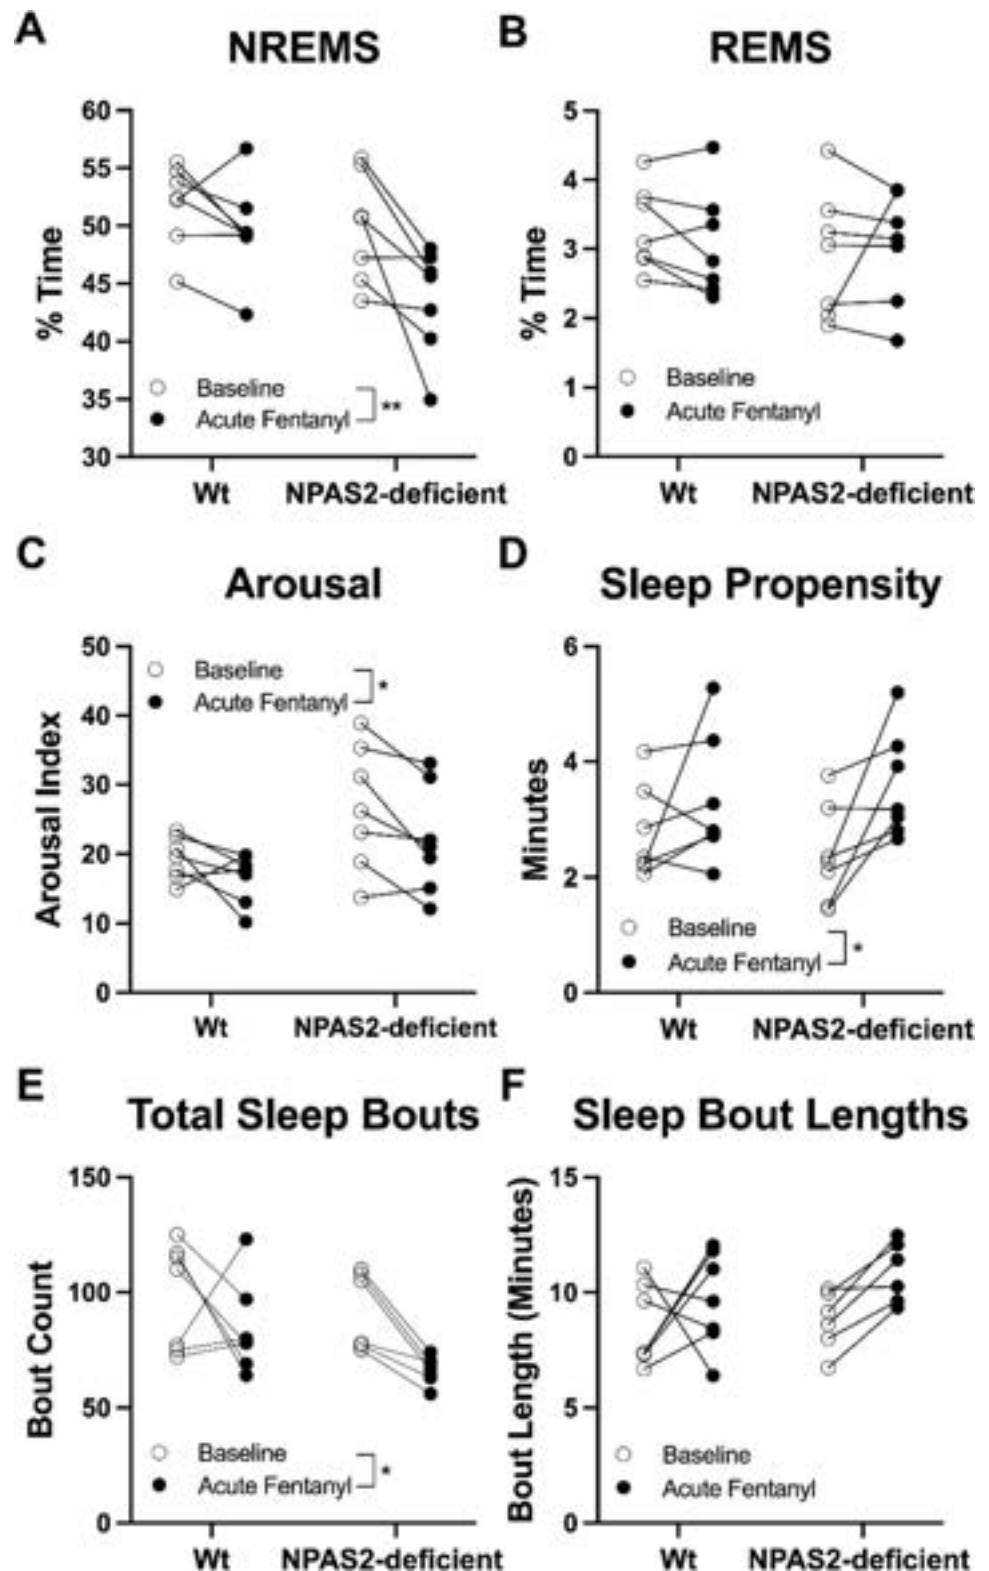 A
NREMS
60
55
50
45
40
35
30
% Time
Baseline
Acute Fentanyl
**
Wt
NPAS2-deficient
B
REMS
5
4
3
2
1
0
% Time
Baseline
Acute Fentanyl
Wt
NPAS2-deficient
C
Arousal
50
40
30
20
10
0
Arousal Index
Baseline
Acute Fentanyl
*
Wt
NPAS2-deficient
D
Sleep Propensity
6
4
2
0
Minutes
Baseline
Acute Fentanyl
*
Wt
NPAS2-deficient
E
Total Sleep Bouts
150
100
50
0
Bout Count
Baseline
Acute Fentanyl
*
Wt
NPAS2-deficient
F
Sleep Bout Lengths
15
10
5
0
Bout Length (Minutes)
Baseline
Acute Fentanyl
Wt
NPAS2-deficient